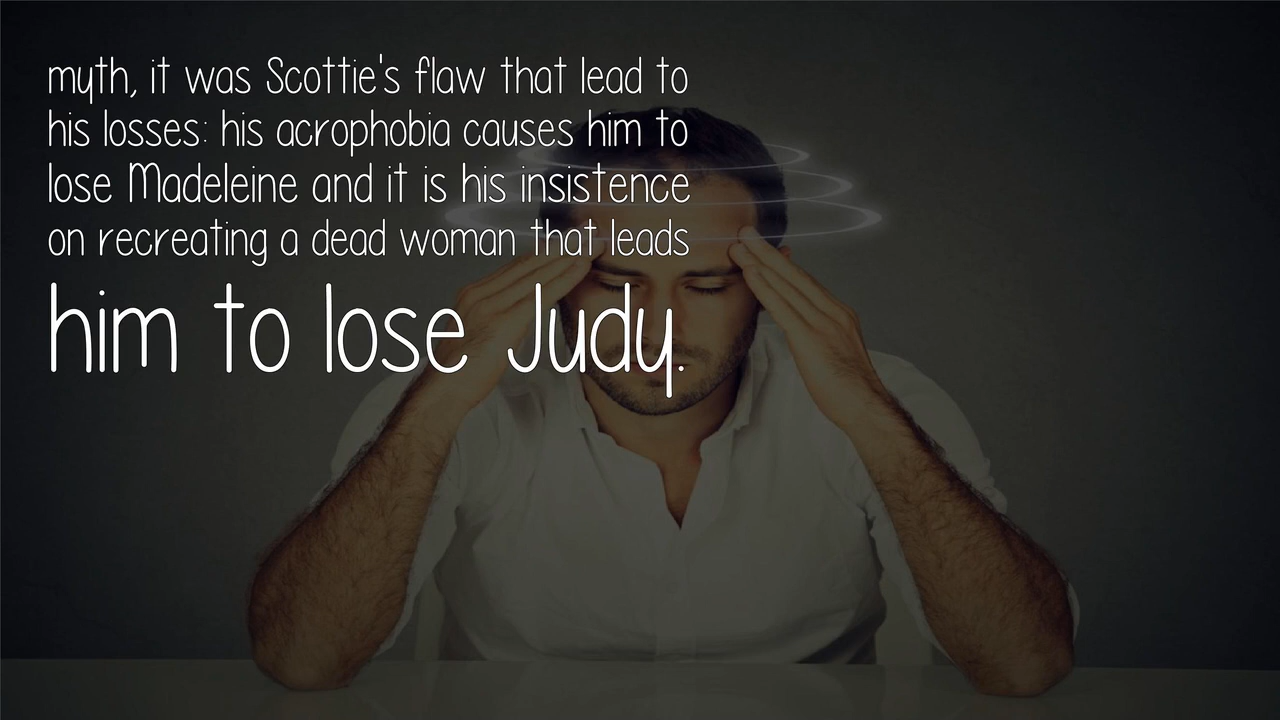 myth, it was Scottie's flaw that lead to
his losses: his acrophobia causes him to
lose Madeleine and it is his insistence
on recreating a dead woman that leads
him to lose Judy.